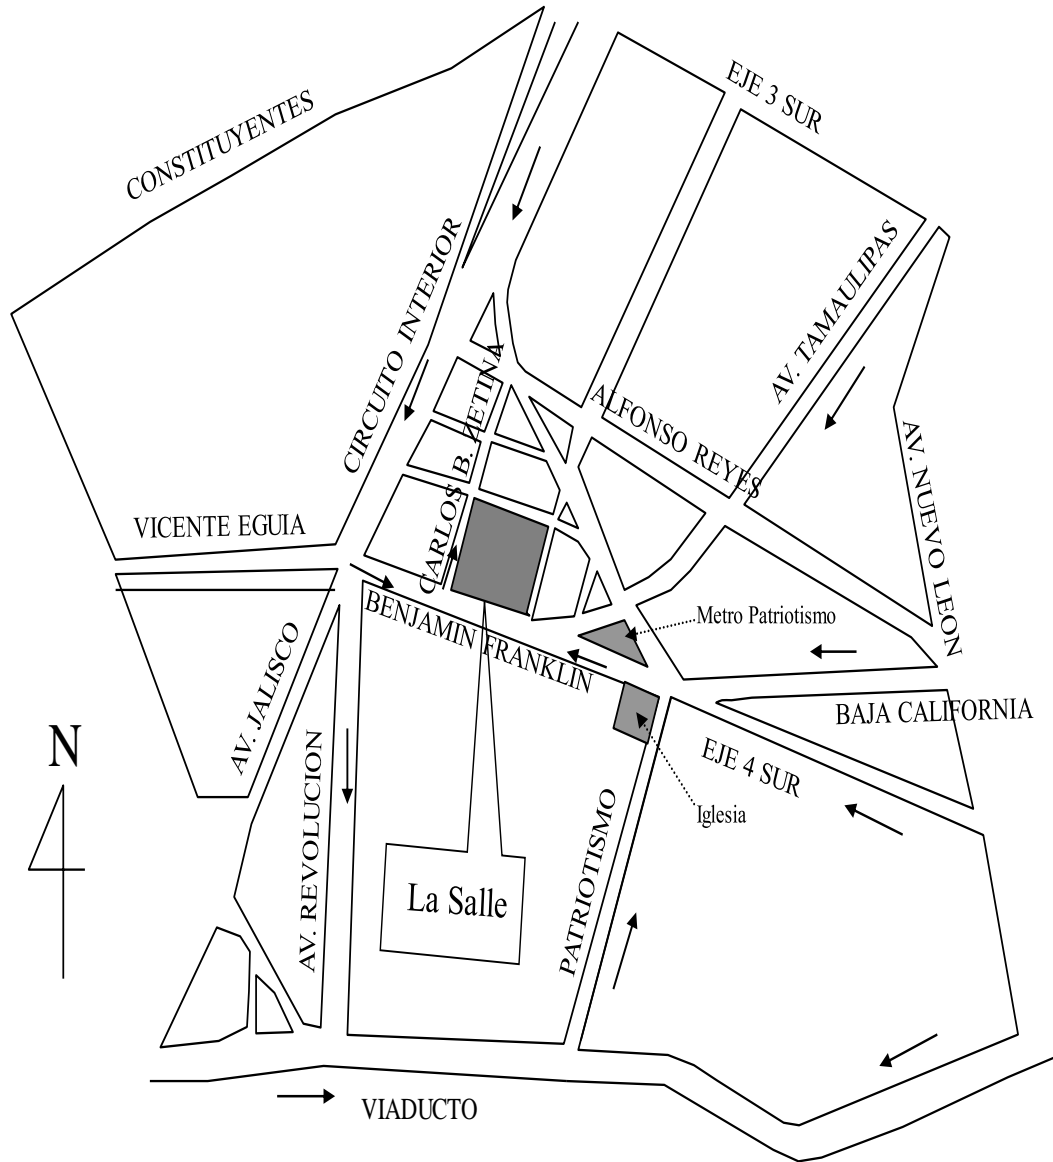 EJE 3 SUR
CONSTITUYENTES
CIRCUITO INTERIOR
AV. TAMAULIPAS
CARLOS B. ZETINA
ALFONSO REYES
AV. NUEVO LEON
VICENTE EGUIA
BENJAMIN FRANKLIN
Metro Patriotismo
AV. JALISCO
BAJA CALIFORNIA
N
EJE 4 SUR
AV. REVOLUCION
PATRIOTISMO
Iglesia
La Salle
VIADUCTO